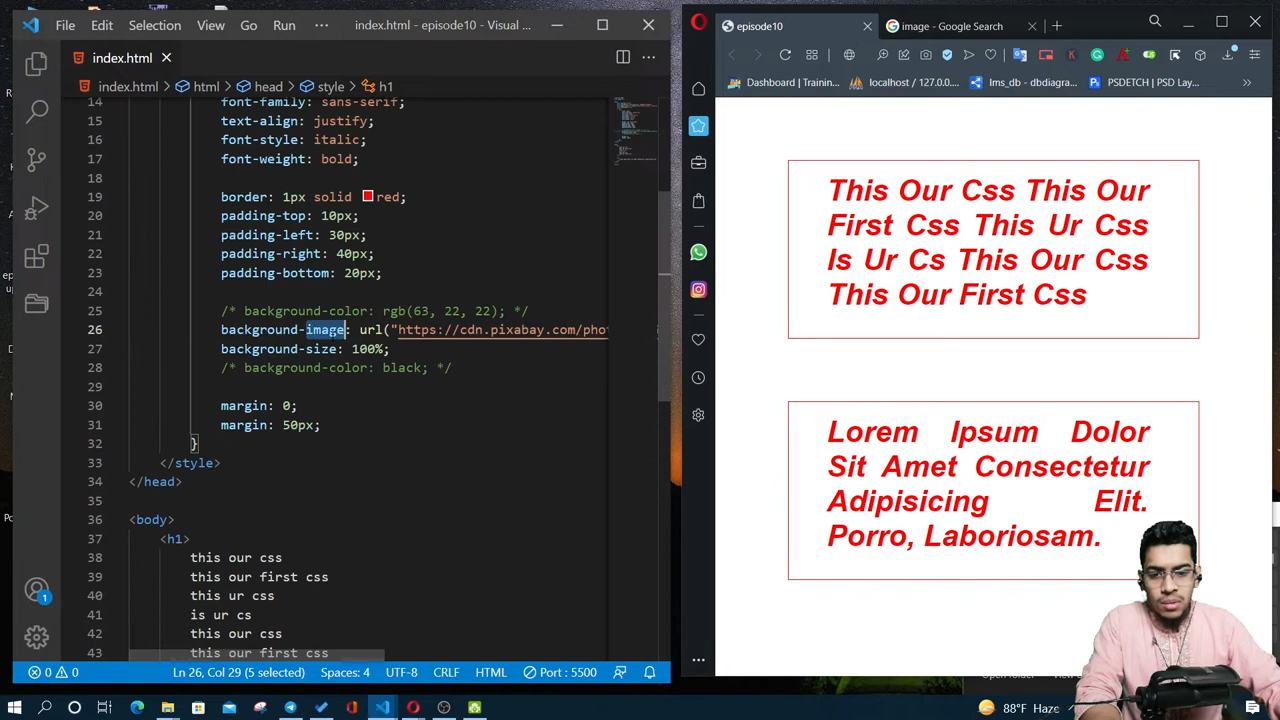 File Edit Selection View Go Run ··· index.html - Visual ...
index.html
index.html > html > head > style > h1
14 font-family: sans-serif;
15 text-align: justify;
16 font-style: italic;
17 font-weight: bold;
18
19 border: 1px solid red;
20 padding-top: 10px;
21 padding-left: 30px;
22 padding-right: 40px;
23 padding-bottom: 20px;
24
25 /* background-color: rgb(63, 22, 22); */
26 background-image: url("https://cdn.pixabay.com/pho
27 background-size: 100%;
28 /* background-color: black; */
29
30 margin: 0;
31 margin: 50px;
32 }
33 </style>
34 </head>
35
36 <body>
37 <h1>
38 this our css
39 this our first css
40 this ur css
41 is ur cs
42 this our css
43 this our first css
1
0 0 Ln 26, Col 29 (5 selected) Spaces: 4 UTF-8 CRLF HTML Port : 5500
episode10
image - Google Search
Dashboard | Trainin...
localhost / 127.0.0....
lms_db - dbdiagra...
PSDETCH | PSD Lay...
This Our Css This Our
First Css This Ur Css
Is Ur Cs This Our Css
This Our First Css
Lorem Ipsum Dolor
Sit Amet Consectetur
Adipisicing Elit.
Porro, Laboriosam.
88°F Haze